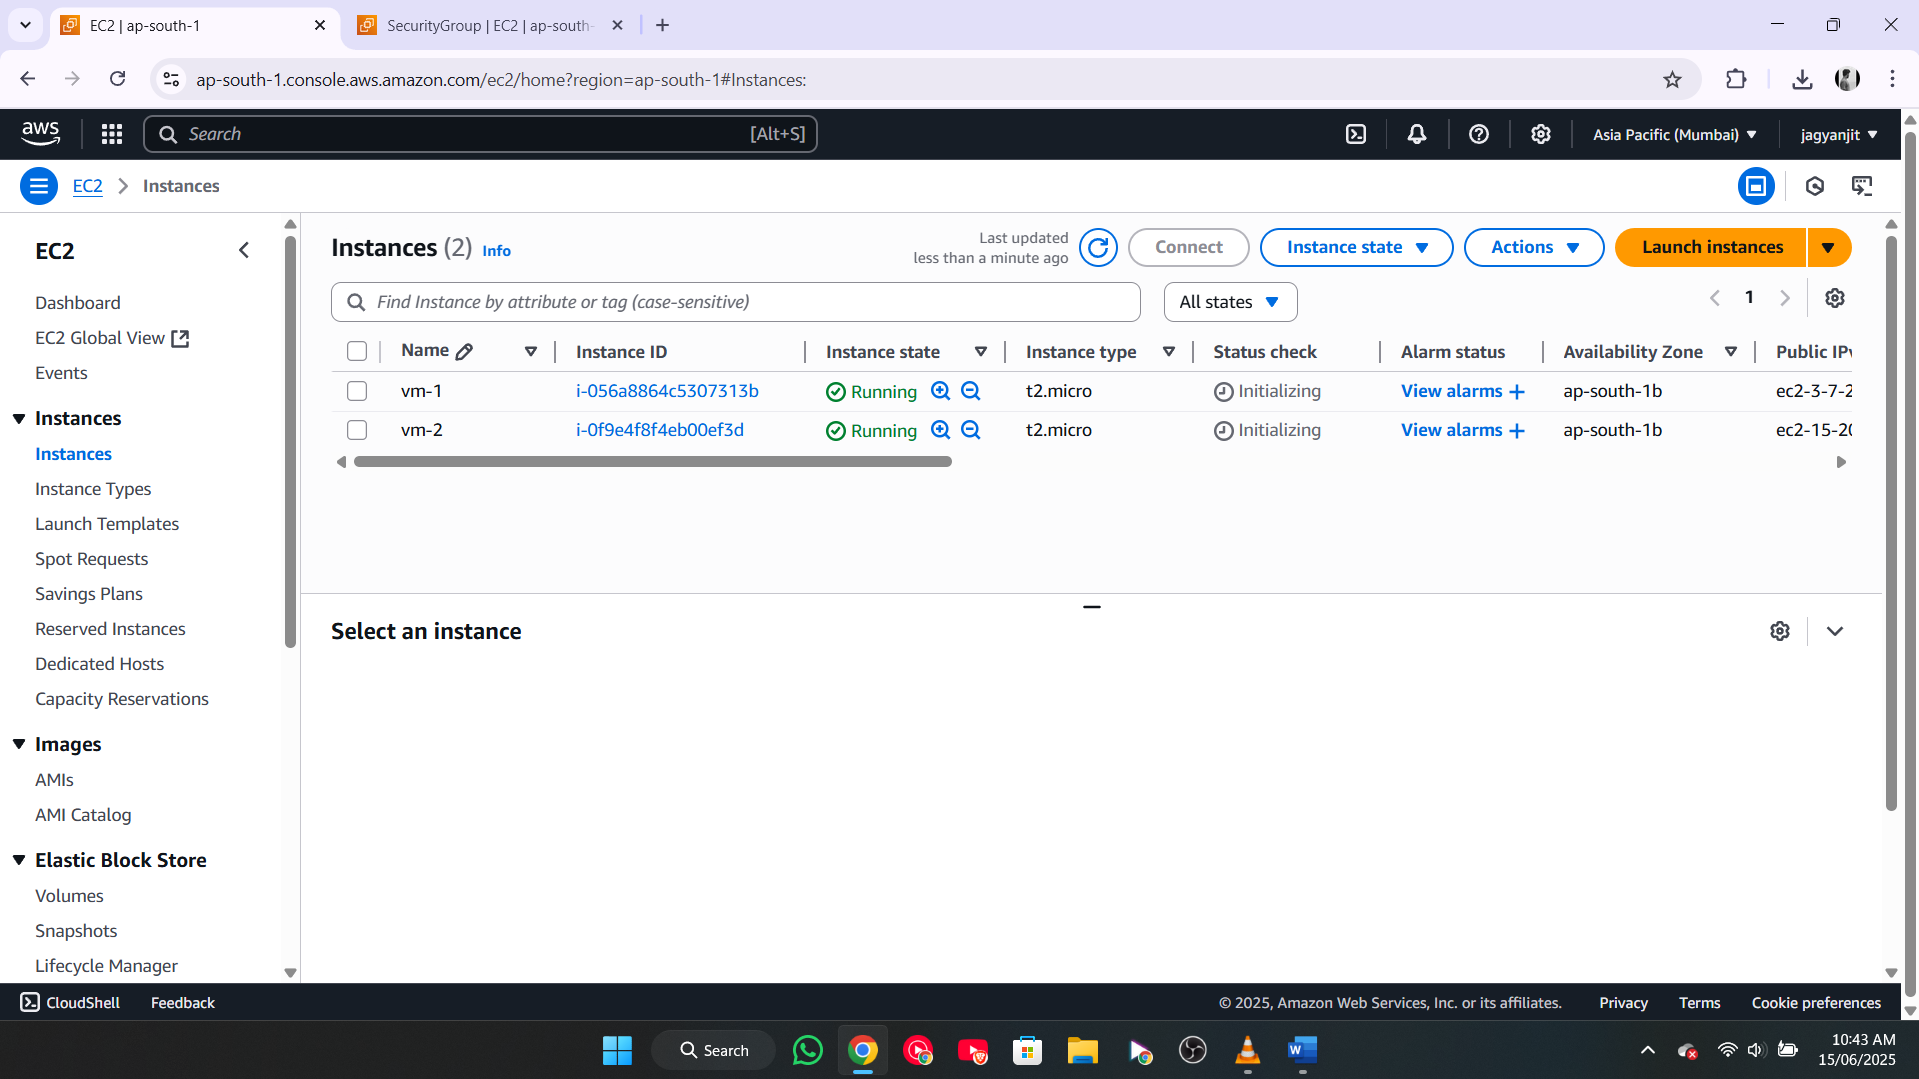 EC2 | ap-south-1
SecurityGroup | EC2 | ap-south-
ap-south-1.console.aws.amazon.com/ec2/home?region=ap-south-1#Instances:
aws
Search
[Alt+S]
Asia Pacific (Mumbai)
jagyanjit
EC2
Instances
EC2
Dashboard
EC2 Global View
Events
Instances
Instances
Instance Types
Launch Templates
Spot Requests
Savings Plans
Reserved Instances
Dedicated Hosts
Capacity Reservations
Images
AMIs
AMI Catalog
Elastic Block Store
Volumes
Snapshots
Lifecycle Manager
Instances (2) Info
Last updated
less than a minute ago
Connect
Instance state
Actions
Launch instances
Find Instance by attribute or tag (case-sensitive)
All states
1
Name Instance ID Instance state Instance type Status check Alarm status Availability Zone Public IPv
vm-1 i-056a8864c5307313b Running t2.micro Initializing View alarms + ap-south-1b ec2-3-7-2
vm-2 i-0f9e4f8f4eb00ef3d Running t2.micro Initializing View alarms + ap-south-1b ec2-15-20
Select an instance
CloudShell Feedback
© 2025, Amazon Web Services, Inc. or its affiliates. Privacy Terms Cookie preferences
Search
10:43 AM
15/06/2025